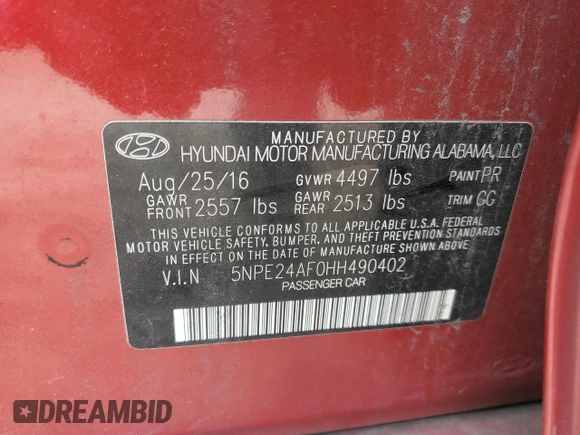 MANUFACTURED BY
HYUNDAI MOTOR MANUFACTURING ALABAMA, LLC
Aug/25/16 GVWR 4497 lbs PAINT PR
GAWR FRONT 2557 lbs GAWR REAR 2513 lbs TRIM GG
THIS VEHICLE CONFORMS TO ALL APPLICABLE U.S.A. FEDERAL
MOTOR VEHICLE SAFETY, BUMPER, AND THEFT PREVENTION
STANDARDS IN EFFECT ON THE DATE OF MANUFACTURE SHOWN ABOVE.
V.I.N 5NPE24AF0HH490402
PASSENGER CAR
DREAMBID